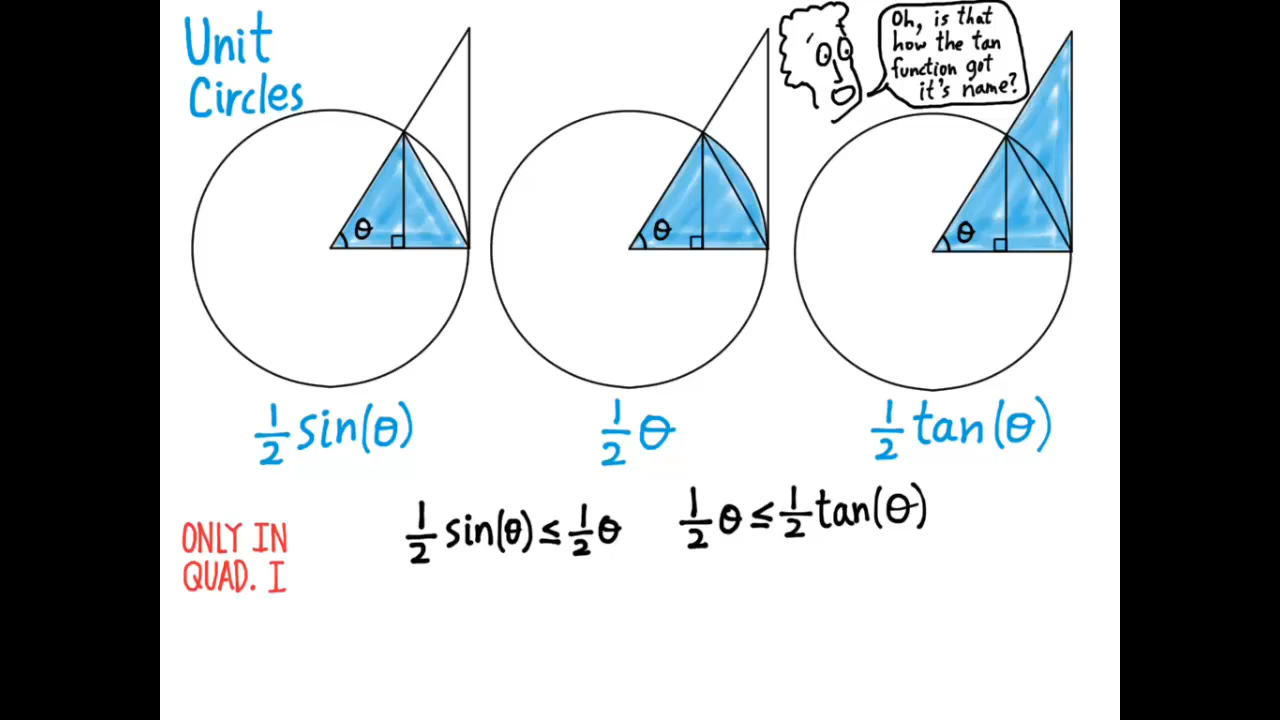 Unit
Circles
Oh, is that
how the tan
function got
it's name?
θ
θ
θ
1/2 sin(θ)
1/2 θ
1/2 tan(θ)
ONLY IN
QUAD. I
1/2 sin(θ) ≤ 1/2 θ
1/2 θ ≤ 1/2 tan(θ)